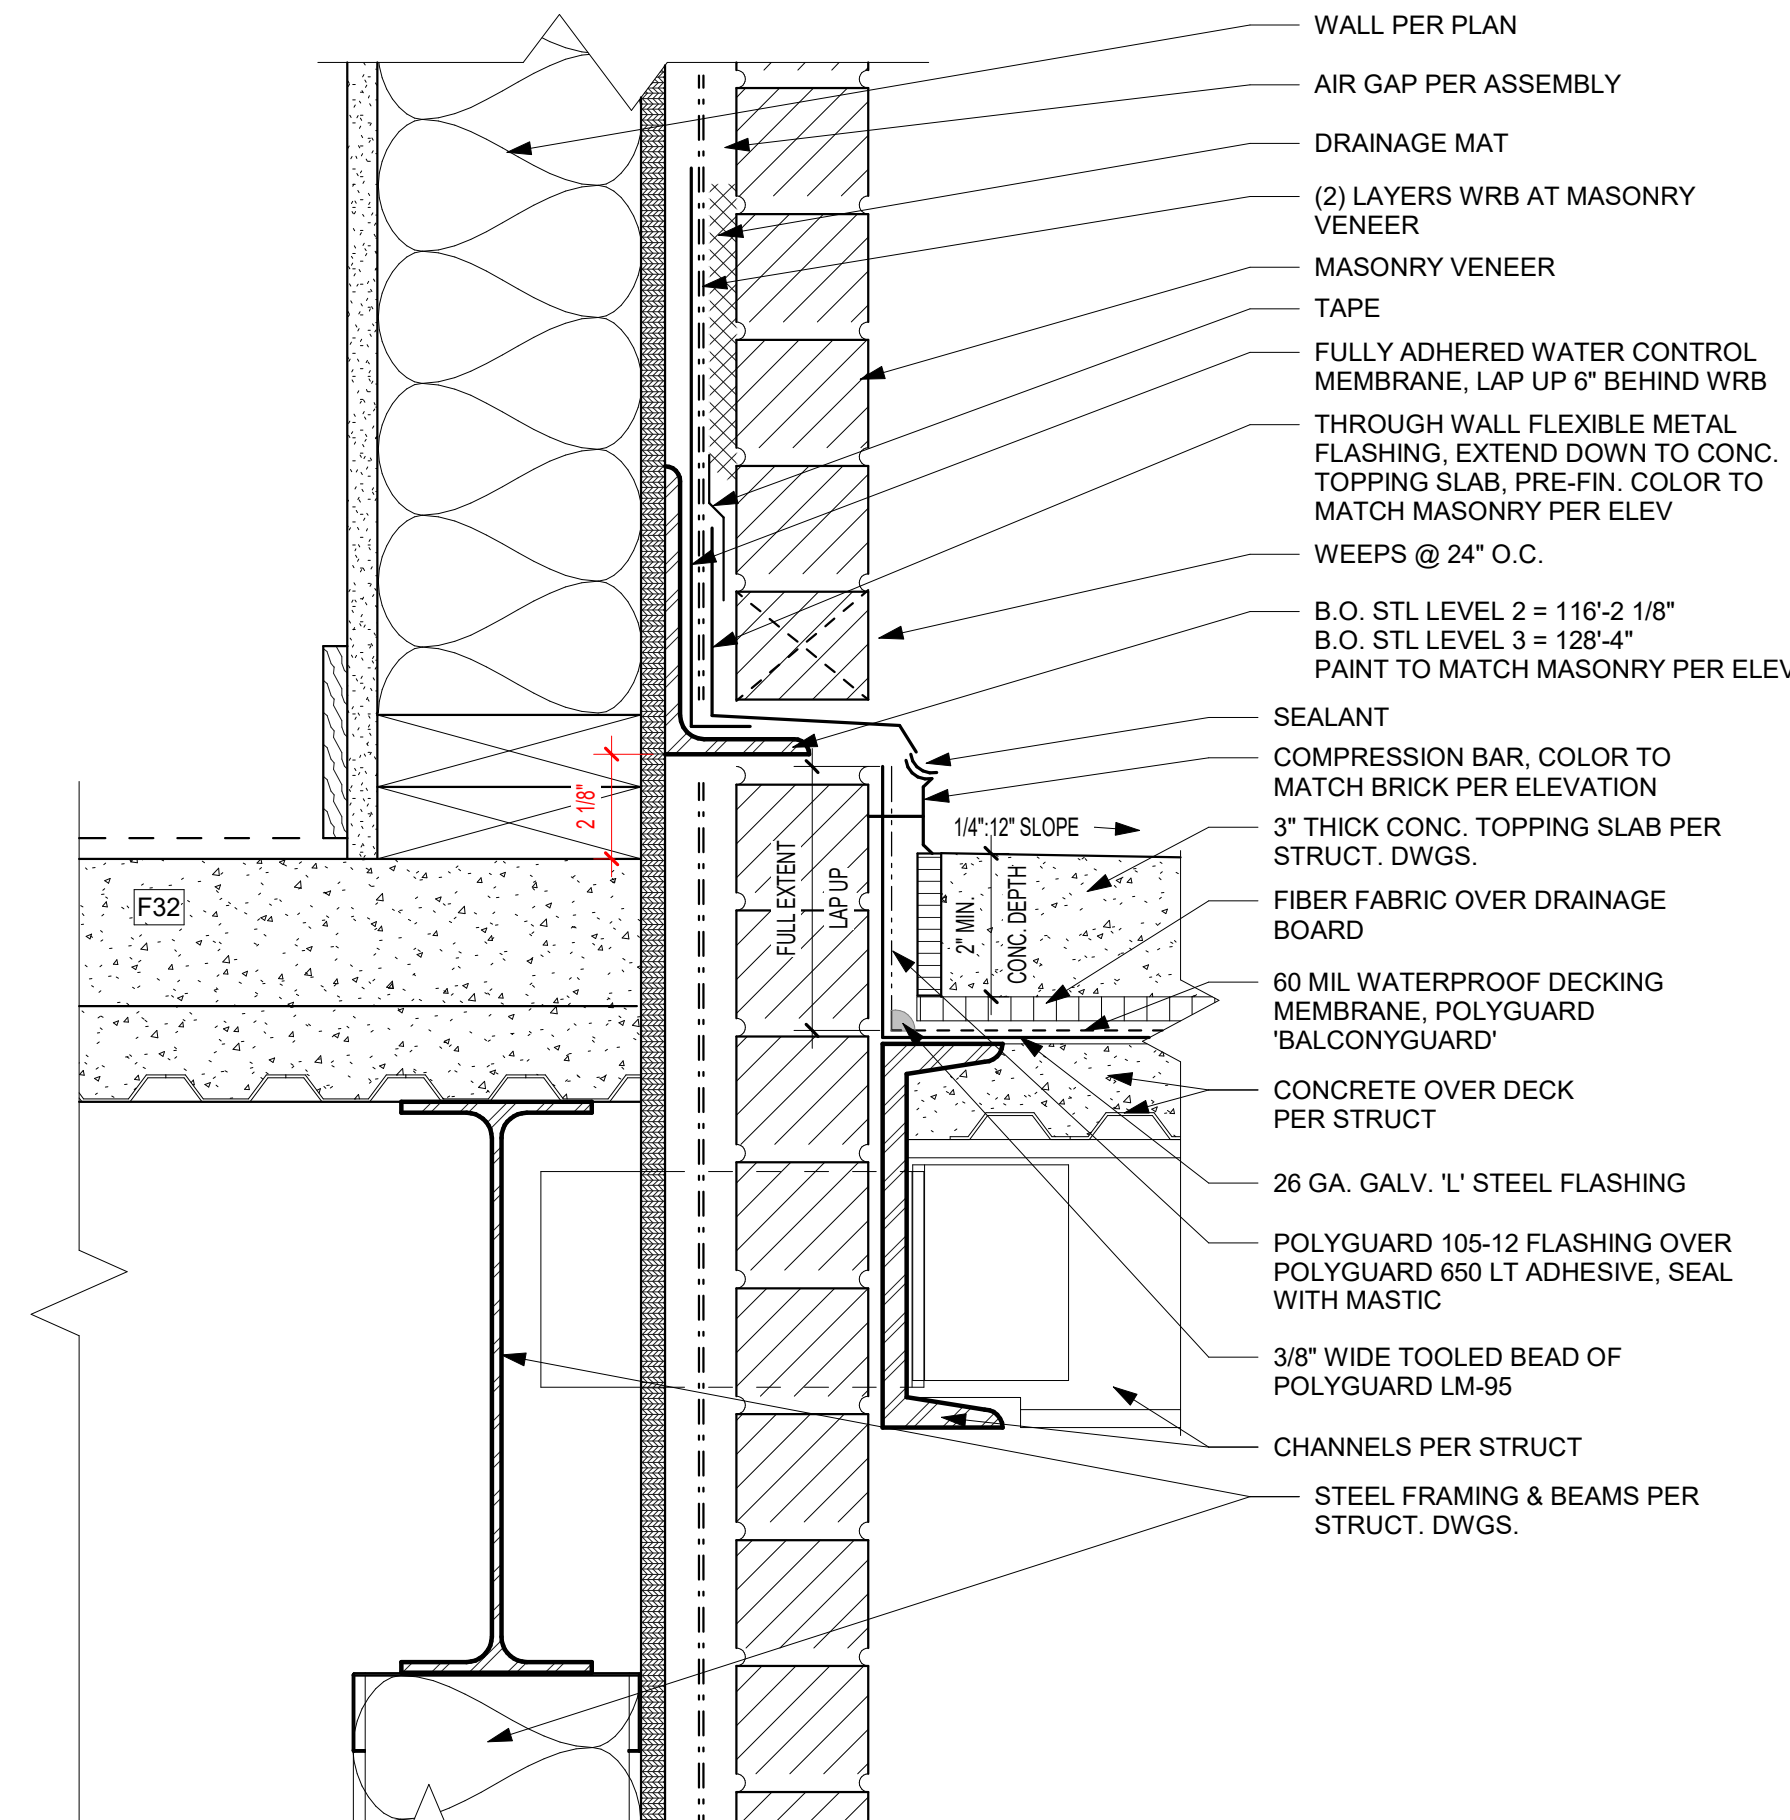 WALL PER PLAN
AIR GAP PER ASSEMBLY
DRAINAGE MAT
(2) LAYERS WRB AT MASONRY
VENEER
MASONRY VENEER
TAPE
FULLY ADHERED WATER CONTROL
MEMBRANE, LAP UP 6" BEHIND WRB
THROUGH WALL FLEXIBLE METAL
FLASHING, EXTEND DOWN TO CONC.
TOPPING SLAB, PRE-FIN. COLOR TO
MATCH MASONRY PER ELEV
WEEPS @ 24" O.C.
B.O. STL LEVEL 2 = 116'-2 1/8"
B.O. STL LEVEL 3 = 128'-4"
PAINT TO MATCH MASONRY PER ELEV
SEALANT
COMPRESSION BAR, COLOR TO
MATCH BRICK PER ELEVATION
3" THICK CONC. TOPPING SLAB PER
STRUCT. DWGS.
FIBER FABRIC OVER DRAINAGE
BOARD
60 MIL WATERPROOF DECKING
MEMBRANE, POLYGUARD
'BALCONYGUARD'
CONCRETE OVER DECK
PER STRUCT
26 GA. GALV. 'L' STEEL FLASHING
POLYGUARD 105-12 FLASHING OVER
POLYGUARD 650 LT ADHESIVE, SEAL
WITH MASTIC
3/8" WIDE TOOLED BEAD OF
POLYGUARD LM-95
CHANNELS PER STRUCT
STEEL FRAMING & BEAMS PER
STRUCT. DWGS.
2 1/8"
1/4":12" SLOPE
FULL EXTENT
LAP UP
2" MIN.
CONC. DEPTH
F32